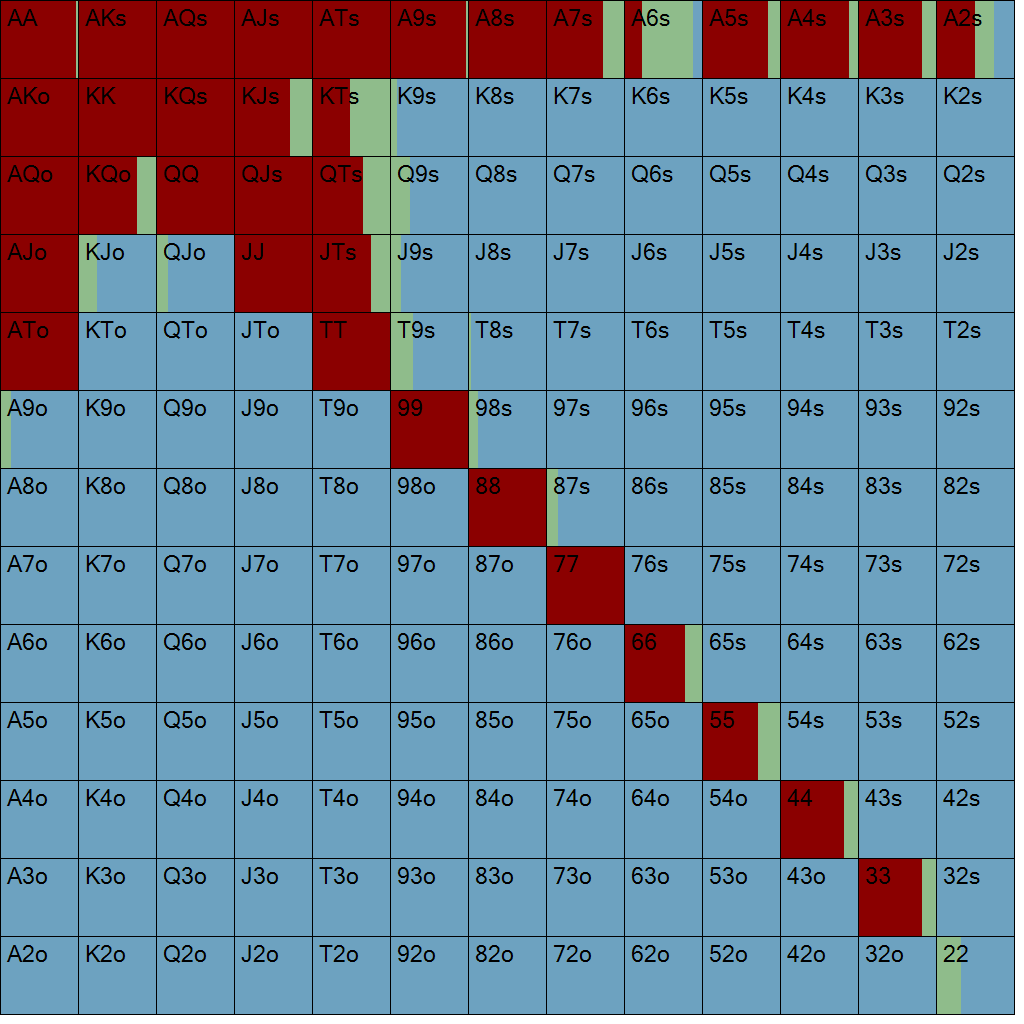 AA AKs AQs AJs ATs A9s A8s A7s A6s A5s A4s A3s A2s
AKo KK KQs KJs KTs K9s K8s K7s K6s K5s K4s K3s K2s
AQo KQo QQ QJs QTs Q9s Q8s Q7s Q6s Q5s Q4s Q3s Q2s
AJo KJo QJo JJ JTs J9s J8s J7s J6s J5s J4s J3s J2s
ATo KTo QTo JTo TT T9s T8s T7s T6s T5s T4s T3s T2s
A9o K9o Q9o J9o T9o 99 98s 97s 96s 95s 94s 93s 92s
A8o K8o Q8o J8o T8o 98o 88 87s 86s 85s 84s 83s 82s
A7o K7o Q7o J7o T7o 97o 87o 77 76s 75s 74s 73s 72s
A6o K6o Q6o J6o T6o 96o 86o 76o 66 65s 64s 63s 62s
A5o K5o Q5o J5o T5o 95o 85o 75o 65o 55 54s 53s 52s
A4o K4o Q4o J4o T4o 94o 84o 74o 64o 54o 44 43s 42s
A3o K3o Q3o J3o T3o 93o 83o 73o 63o 53o 43o 33 32s
A2o K2o Q2o J2o T2o 92o 82o 72o 62o 52o 42o 32o 22